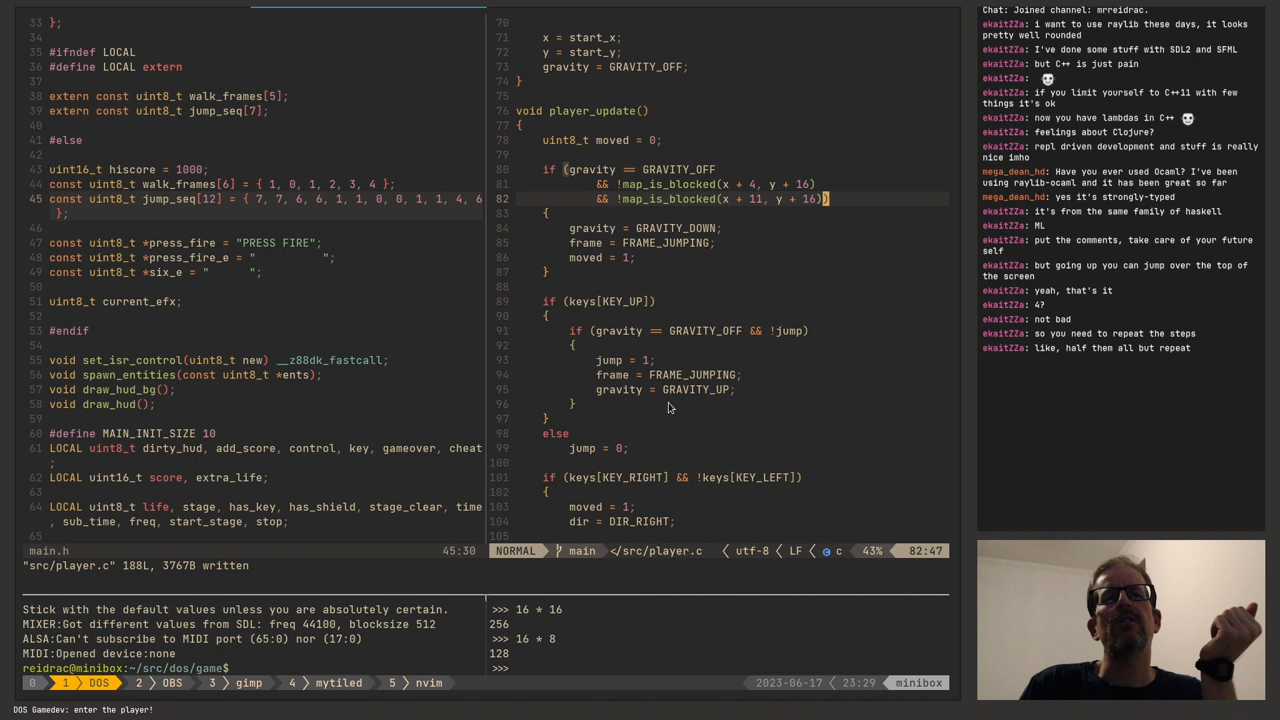 33 };
34
35 #ifndef LOCAL
36 #define LOCAL extern
37
38 extern const uint8_t walk_frames[5];
39 extern const uint8_t jump_seq[7];
40
41 #else
42
43 uint16_t hiscore = 1000;
44 const uint8_t walk_frames[6] = { 1, 0, 1, 2, 3, 4 };
45 const uint8_t jump_seq[12] = { 7, 7, 6, 6, 1, 1, 0, 0, 1, 1, 4, 6
};
46
47 const uint8_t *press_fire = "PRESS FIRE";
48 const uint8_t *press_fire_e = "          ";
49 const uint8_t *six_e = "      ";
50
51 uint8_t current_efx;
52
53 #endif
54
55 void set_isr_control(uint8_t new) __z88dk_fastcall;
56 void spawn_entities(const uint8_t *ents);
57 void draw_hud_bg();
58 void draw_hud();
59
60 #define MAIN_INIT_SIZE 10
61 LOCAL uint8_t dirty_hud, add_score, control, key, gameover, cheat
;
62 LOCAL uint16_t score, extra_life;
63
64 LOCAL uint8_t life, stage, has_key, has_shield, stage_clear, time
, sub_time, freq, start_stage, stop;
65
main.h 45:30
70
71 x = start_x;
72 y = start_y;
73 gravity = GRAVITY_OFF;
74 }
75
76 void player_update()
77 {
78 uint8_t moved = 0;
79
80 if (gravity == GRAVITY_OFF
81 && !map_is_blocked(x + 4, y + 16)
82 && !map_is_blocked(x + 11, y + 16))
83 {
84 gravity = GRAVITY_DOWN;
85 frame = FRAME_JUMPING;
86 moved = 1;
87 }
88
89 if (keys[KEY_UP])
90 {
91 if (gravity == GRAVITY_OFF && !jump)
92 {
93 jump = 1;
94 frame = FRAME_JUMPING;
95 gravity = GRAVITY_UP;
96 }
97 }
98 else
99 jump = 0;
100
101 if (keys[KEY_RIGHT] && !keys[KEY_LEFT])
102 {
103 moved = 1;
104 dir = DIR_RIGHT;
105
NORMAL main </src/player.c utf-8 LF c 43% 82:47
"src/player.c" 188L, 3767B written
Stick with the default values unless you are absolutely certain.
MIXER:Got different values from SDL: freq 44100, blocksize 512
ALSA:Can't subscribe to MIDI port (65:0) nor (17:0)
MIDI:Opened device:none
reidrac@minibox:~/src/dos/game$
>>> 16 * 16
256
>>> 16 * 8
128
>>>
0 1 DOS 2 OBS 3 gimp 4 mytiled 5 nvim 2023-06-17 23:29 minibox
DOS Gamedev: enter the player!
Chat: Joined channel: mrreidrac.
ekaitZZa: i want to use raylib these days, it looks
pretty well rounded
ekaitZZa: I've done some stuff with SDL2 and SFML
ekaitZZa: but C++ is just pain
ekaitZZa:
ekaitZZa: if you limit yourself to C++11 with few
things it's ok
ekaitZZa: now you have lambdas in C++
ekaitZZa: feelings about Clojure?
ekaitZZa: repl driven development and stuff is really
nice imho
mega_dean_hd: Have you ever used Ocaml? I've been
using raylib-ocaml and it has been great so far
mega_dean_hd: yes it's strongly-typed
ekaitZZa: it's from the same family of haskell
ekaitZZa: ML
ekaitZZa: put the comments, take care of your future
self
ekaitZZa: but going up you can jump over the top of
the screen
ekaitZZa: yeah, that's it
ekaitZZa: 4?
ekaitZZa: not bad
ekaitZZa: so you need to repeat the steps
ekaitZZa: like, half them all but repeat